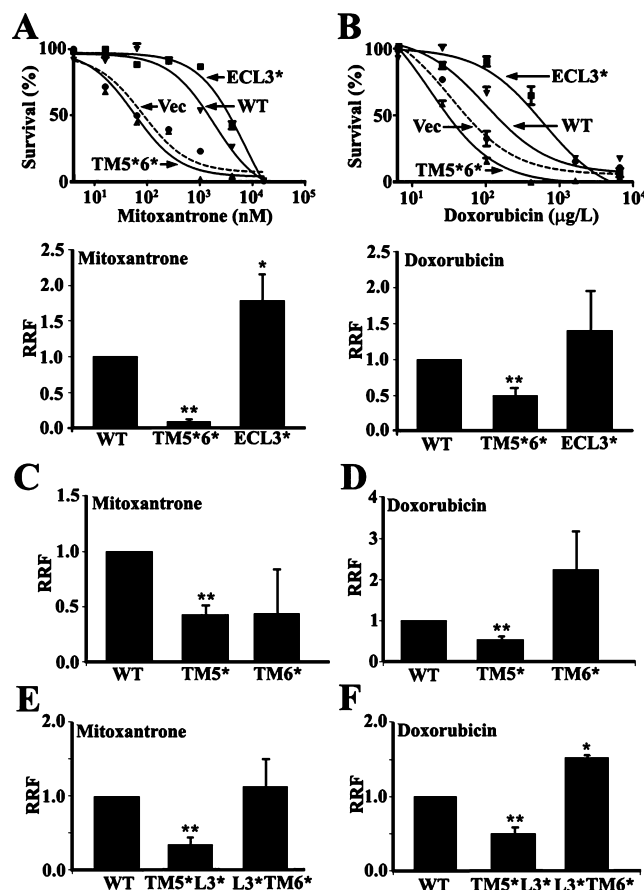 A
B
Survival (%)
100
50
0
ECL3*
Vec
WT
TM5*6*
10¹ 10² 10³ 10⁴ 10⁵
Mitoxantrone (nM)
Survival (%)
100
50
0
ECL3*
Vec
WT
TM5*6*
10¹ 10² 10³ 10⁴
Doxorubicin (µg/L)
Mitoxantrone
RRF
2.5
2.0
1.5
1.0
0.5
0.0
**
*
WT TM5*6* ECL3*
Doxorubicin
RRF
2.5
2.0
1.5
1.0
0.5
0.0
**
WT TM5*6* ECL3*
C
Mitoxantrone
RRF
1.5
1.0
0.5
0.0
**
WT TM5* TM6*
D
Doxorubicin
RRF
4
3
2
1
0
**
WT TM5* TM6*
E
Mitoxantrone
RRF
2.0
1.0
0.0
**
WT TM5*L3* L3*TM6*
F
Doxorubicin
RRF
2.0
1.0
0.0
**
*
WT TM5*L3* L3*TM6*